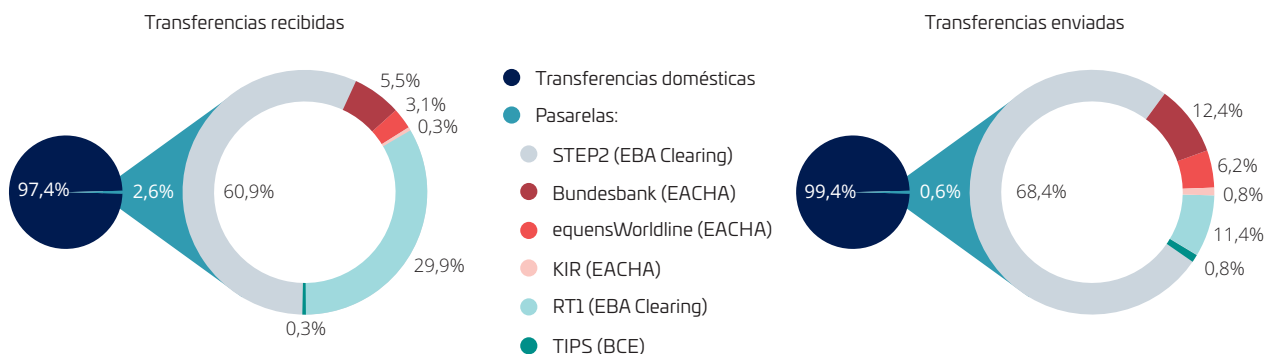 Transferencias recibidas
97,4%
2,6%
60,9%
5,5%
3,1%
0,3%
29,9%
0,3%
Transferencias domésticas
Pasarelas:
STEP2 (EBA Clearing)
Bundesbank (EACHA)
equensWorldline (EACHA)
KIR (EACHA)
RT1 (EBA Clearing)
TIPS (BCE)
Transferencias enviadas
99,4%
0,6%
68,4%
12,4%
6,2%
0,8%
11,4%
0,8%